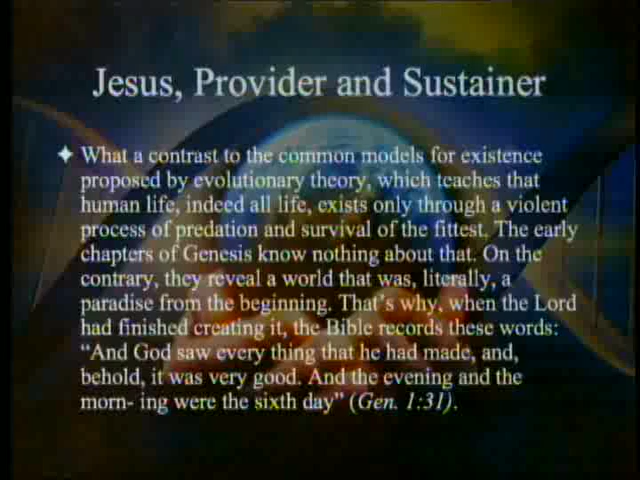 Jesus, Provider and Sustainer
What a contrast to the common models for existence
proposed by evolutionary theory, which teaches that
human life, indeed all life, exists only through a violent
process of predation and survival of the fittest. The early
chapters of Genesis know nothing about that. On the
contrary, they reveal a world that was, literally, a
paradise from the beginning. That's why, when the Lord
had finished creating it, the Bible records these words:
“And God saw every thing that he had made, and,
behold, it was very good. And the evening and the
morn- ing were the sixth day” (Gen. 1:31).